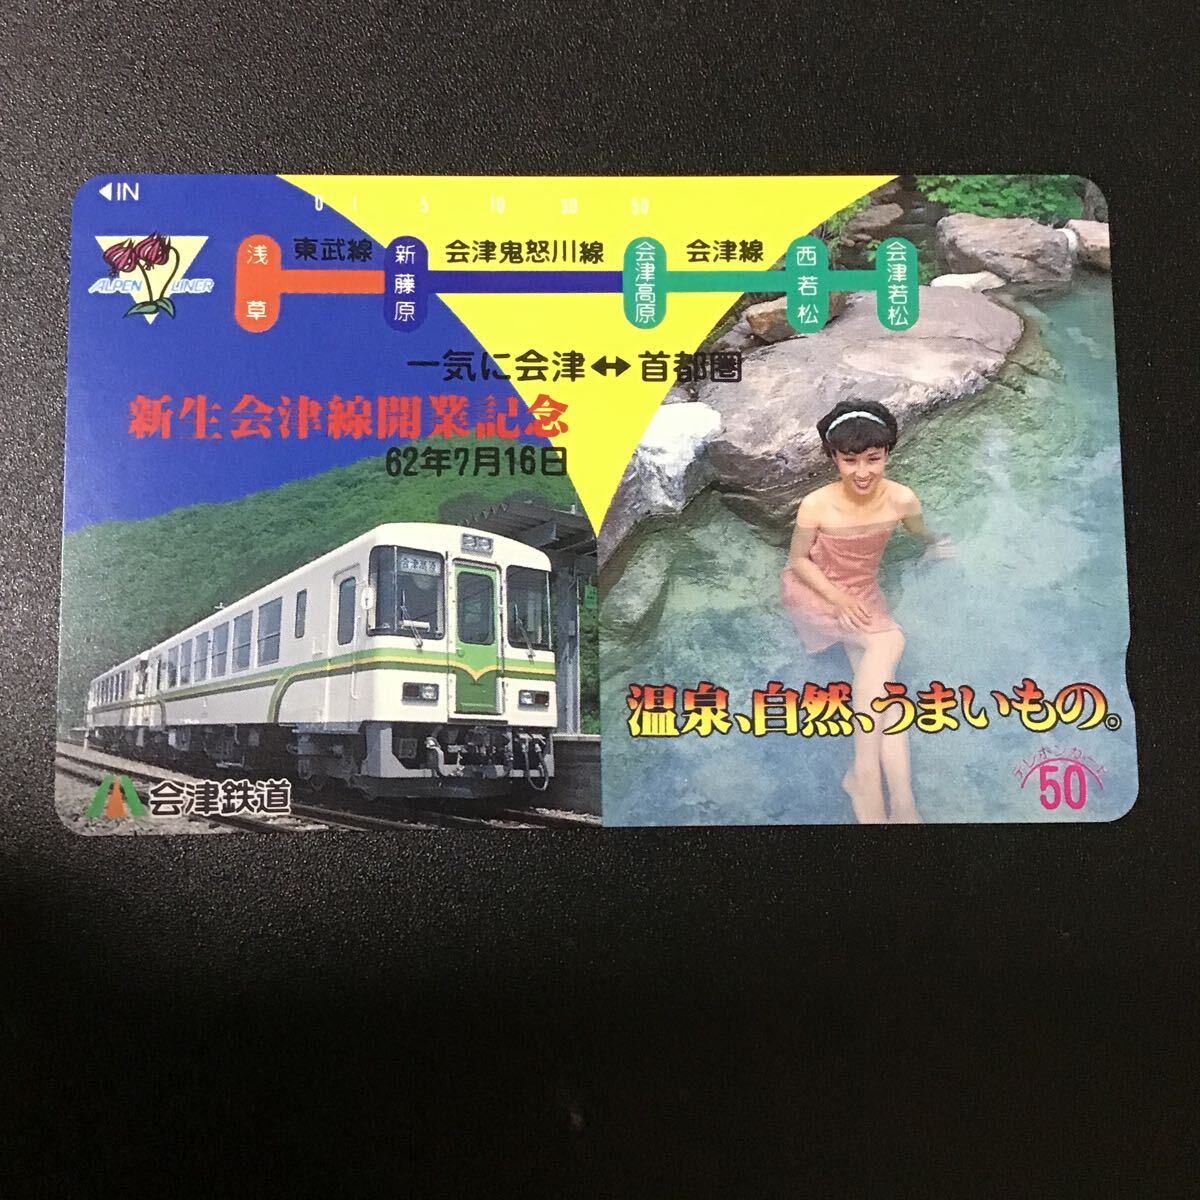 ◀IN
0 1 5 10 30 50
ALPEN LINER
浅草 東武線 新藤原 会津鬼怒川線 会津高原 会津線 西若松 会津若松
一気に会津↔首都圏
新生会津線開業記念
62年7月16日
会津高原
温泉、自然、うまいもの。
テレホンカード
50
会津鉄道